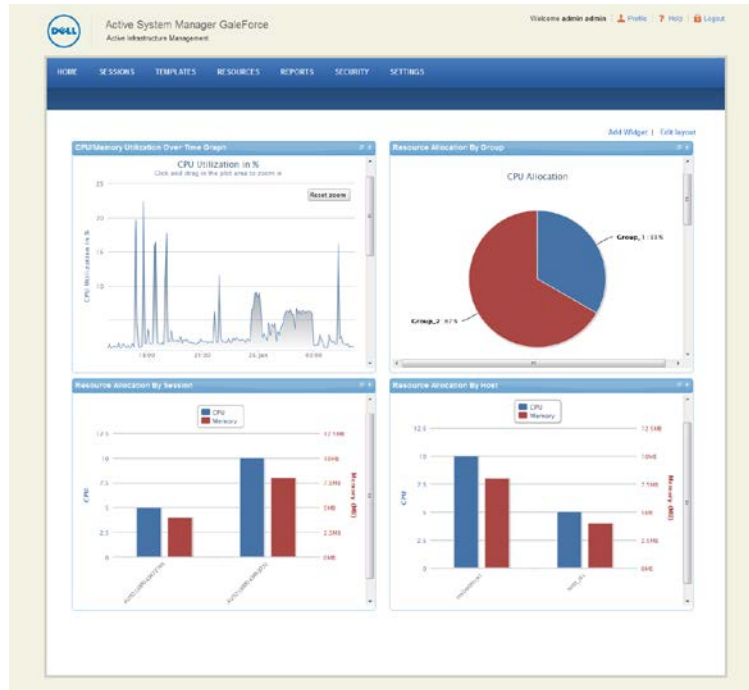 DELL
Active System Manager GaleForce
Active Infrastructure Management
Welcome admin admin | Profile | ? Help | Logout
HOME SESSIONS TEMPLATES RESOURCES REPORTS SECURITY SETTINGS
Add Widget | Edit layout
CPU/Memory Utilization Over Time Graph
CPU Utilization in %
Click and drag in the plot area to zoom in
Reset zoom
CPU Utilization in %
25
20
15
10
18:00 21:00 25. Jan 03:00
Resource Allocation By Group
CPU Allocation
Group_1: 33%
Group_2: 67%
Resource Allocation By Session
CPU
Memory
CPU
12.5
10
7.5
5
2.5
0
12.5MB
10MB
7.5MB
5MB
2.5MB
0MB
Memory (MB)
Resource Allocation By Host
CPU
Memory
CPU
12.5
10
7.5
5
2.5
0
12.5MB
10MB
7.5MB
5MB
2.5MB
0MB
Memory (MB)